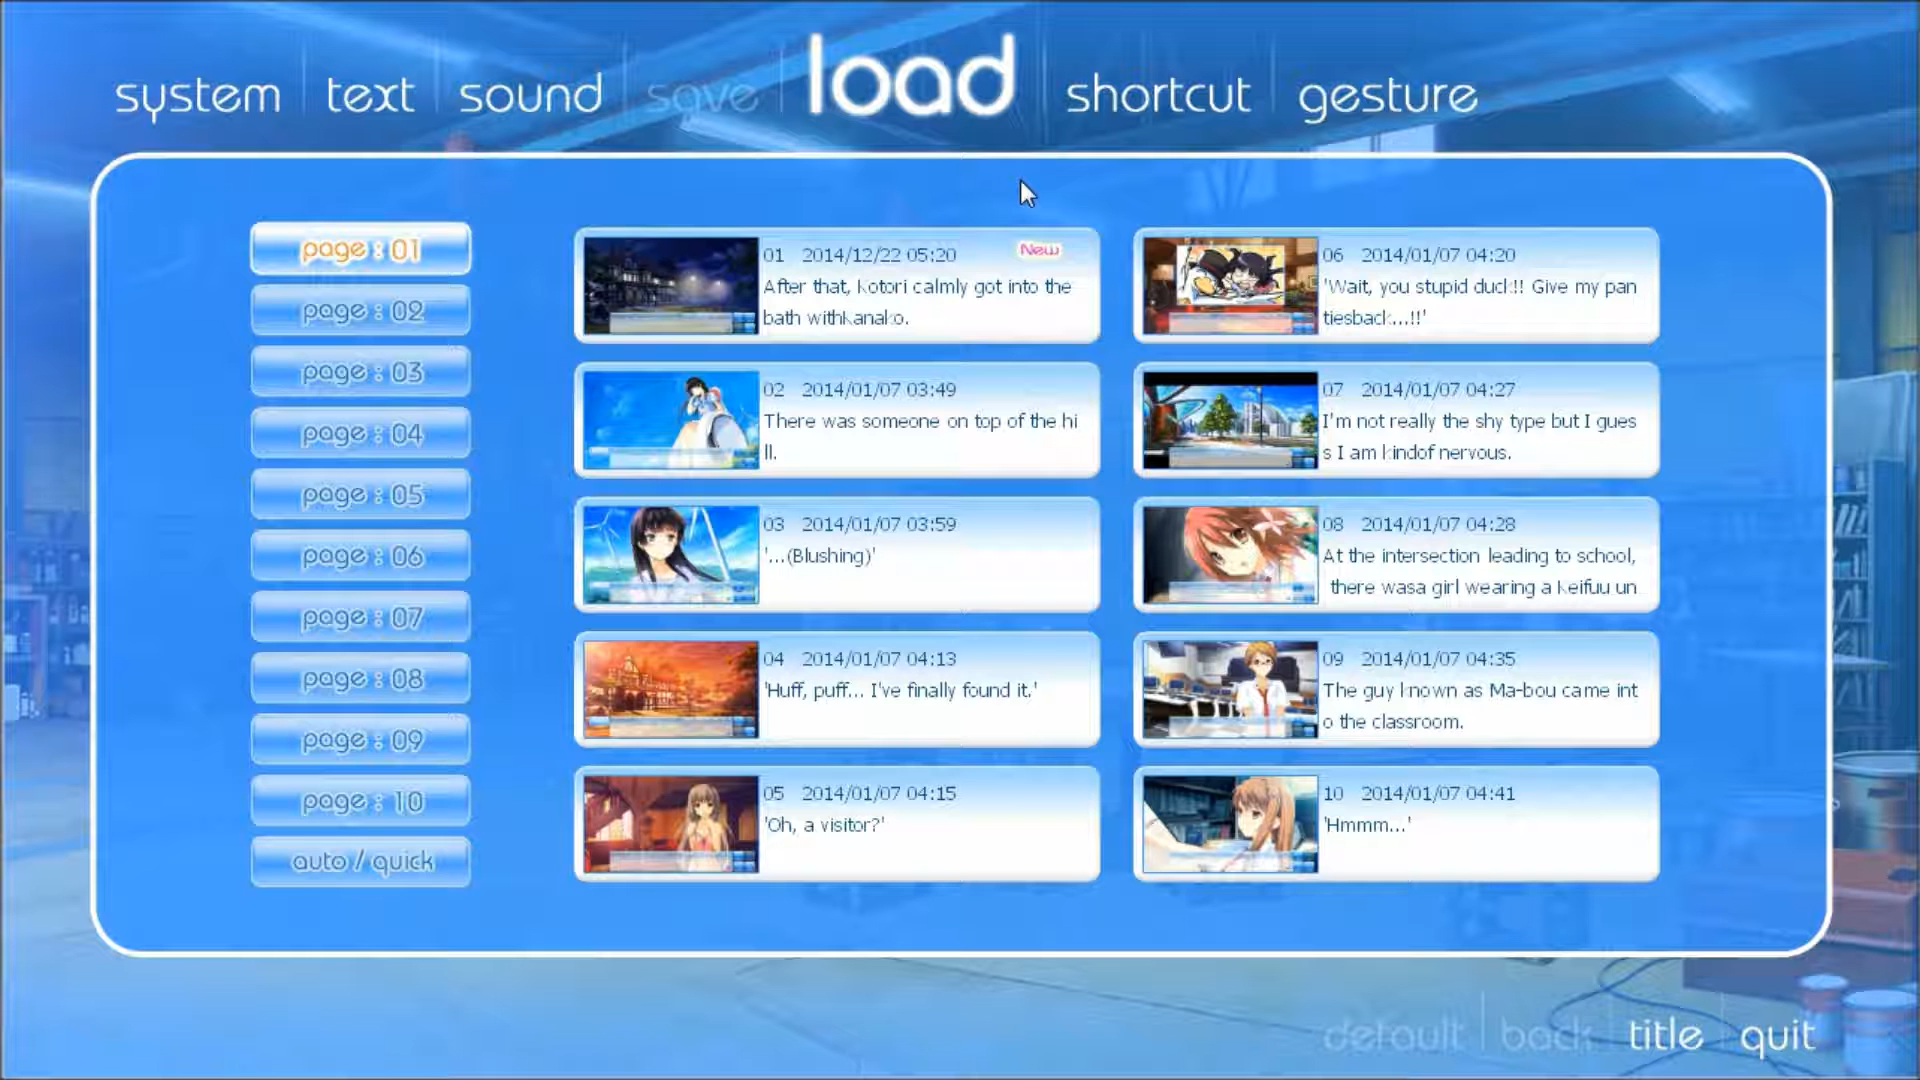 system text sound save load shortcut gesture
page : 01
page : 02
page : 03
page : 04
page : 05
page : 06
page : 07
page : 08
page : 09
page : 10
auto / quick
01 2014/12/22 05:20 New
After that, Kotori calmly got into the
bath withKanako.
02 2014/01/07 03:49
There was someone on top of the hi
ll.
03 2014/01/07 03:59
'...(Blushing)'
04 2014/01/07 04:13
'Huff, puff... I've finally found it.'
05 2014/01/07 04:15
'Oh, a visitor?'
06 2014/01/07 04:20
'Wait, you stupid duck!! Give my pan
tiesback...!!'
07 2014/01/07 04:27
I'm not really the shy type but I gues
s I am kindof nervous.
08 2014/01/07 04:28
At the intersection leading to school,
there wasa girl wearing a Keifuu un
09 2014/01/07 04:35
The guy known as Ma-bou came int
o the classroom.
10 2014/01/07 04:41
'Hmmm...'
default back title quit